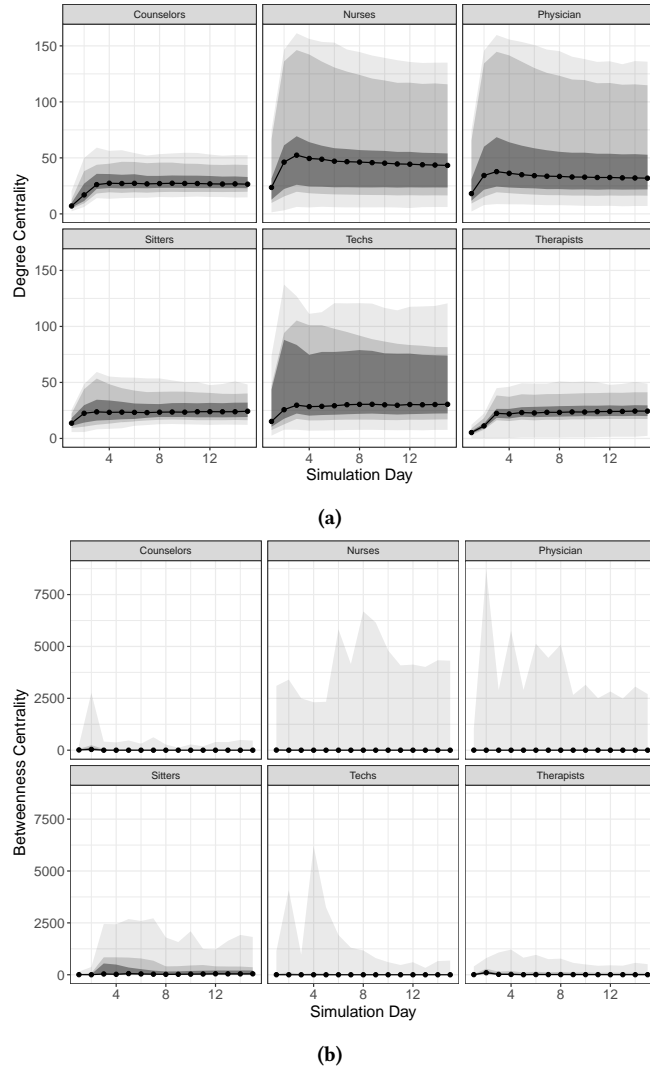 Counselors Nurses Physician
150
100
50
0
Sitters Techs Therapists
150
100
50
0
4 8 12 4 8 12 4 8 12
Degree Centrality
Simulation Day
(a)
Counselors Nurses Physician
7500
5000
2500
0
Sitters Techs Therapists
7500
5000
2500
0
4 8 12 4 8 12 4 8 12
Betweenness Centrality
Simulation Day
(b)